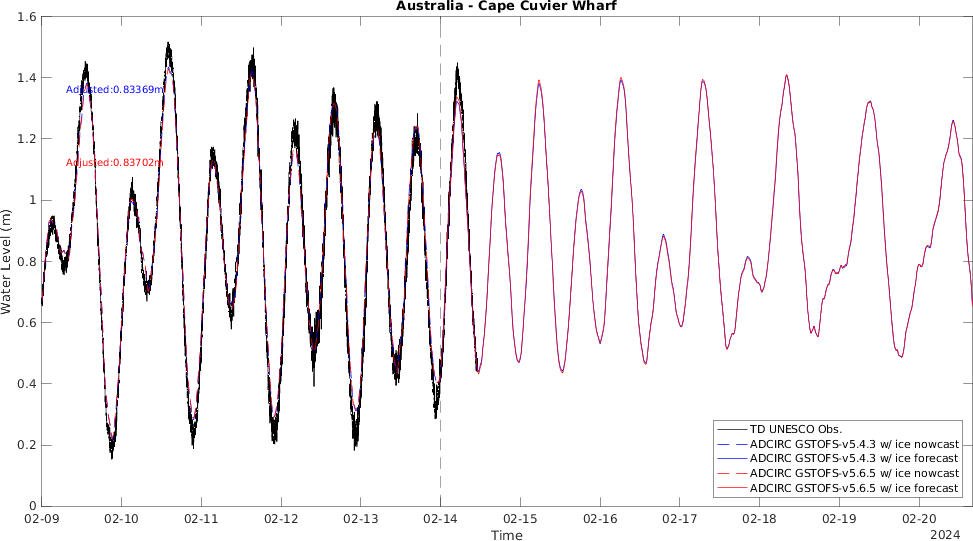 Australia - Cape Cuvier Wharf
1.6
1.4
1.2
1
0.8
0.6
0.4
0.2
0
Water Level (m)
Adjusted:0.83369m
Adjusted:0.83702m
TD UNESCO Obs.
ADCIRC GSTOFS-v5.4.3 w/ ice nowcast
ADCIRC GSTOFS-v5.4.3 w/ ice forecast
ADCIRC GSTOFS-v5.6.5 w/ ice nowcast
ADCIRC GSTOFS-v5.6.5 w/ ice forecast
02-09 02-10 02-11 02-12 02-13 02-14 02-15 02-16 02-17 02-18 02-19 02-20
Time
2024